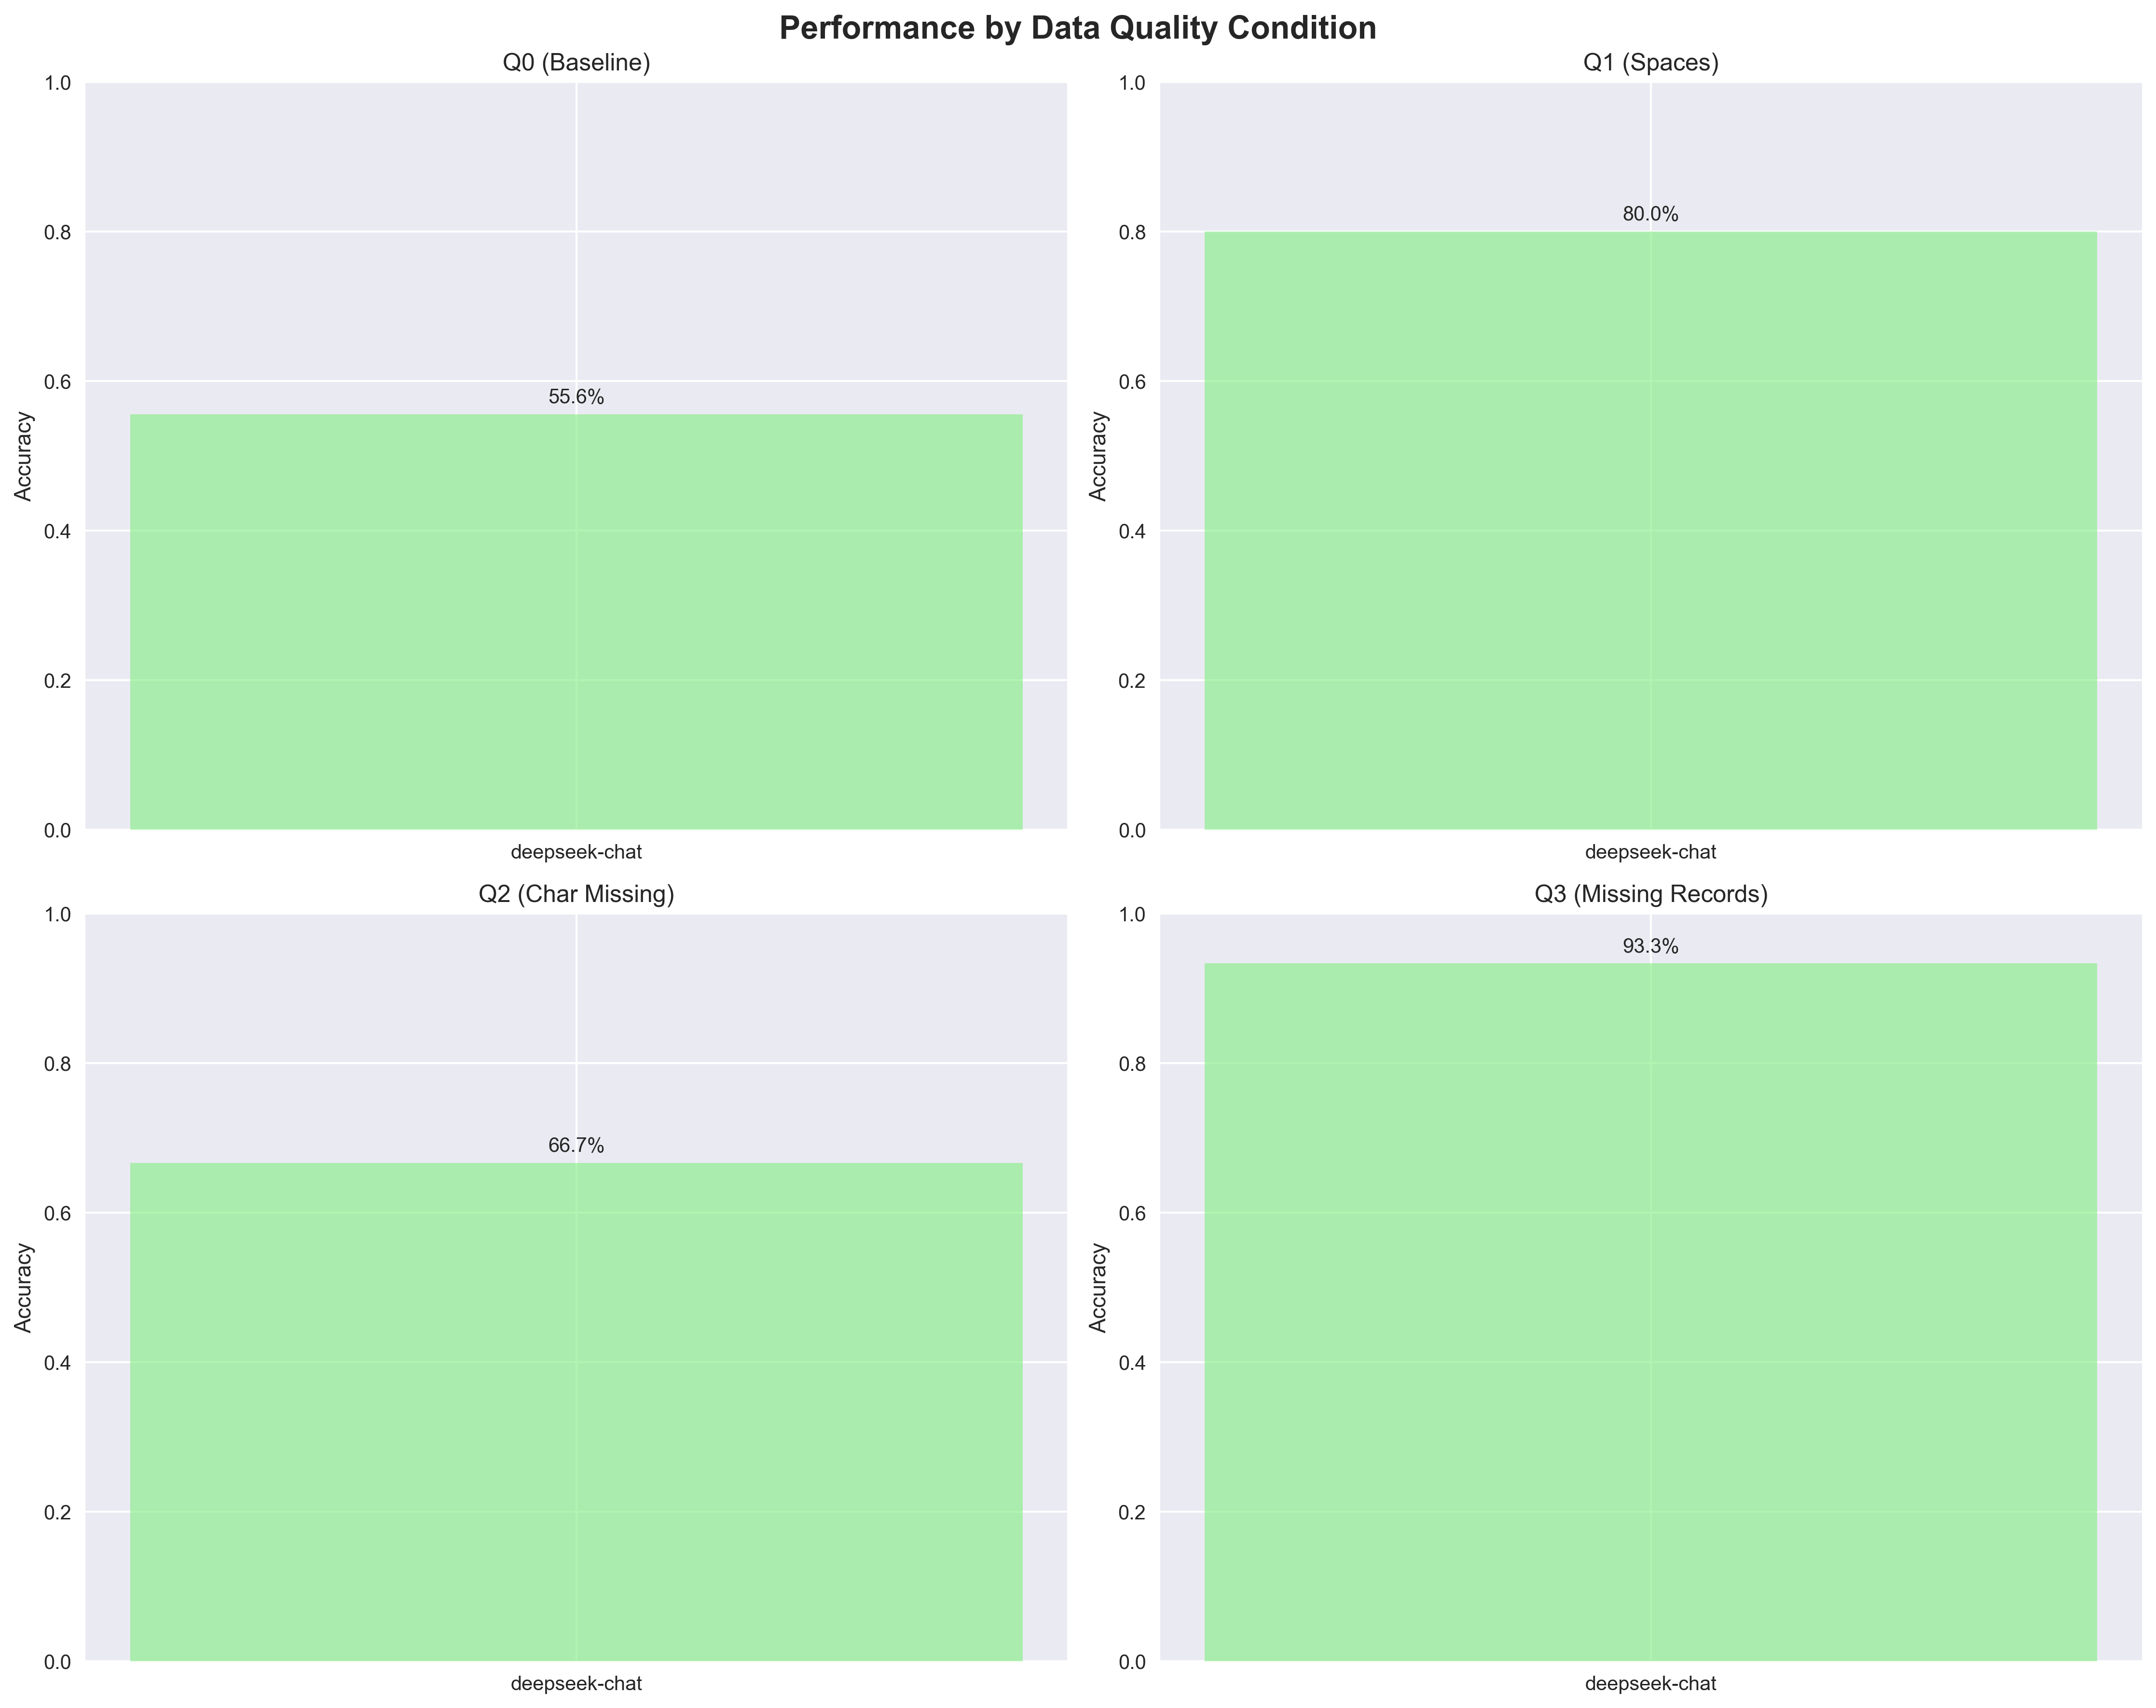 Performance by Data Quality Condition
Q0 (Baseline)
1.0
0.8
0.6
0.4
0.2
0.0
Accuracy
55.6%
deepseek-chat
Q1 (Spaces)
1.0
0.8
0.6
0.4
0.2
0.0
Accuracy
80.0%
deepseek-chat
Q2 (Char Missing)
1.0
0.8
0.6
0.4
0.2
0.0
Accuracy
66.7%
deepseek-chat
Q3 (Missing Records)
1.0
0.8
0.6
0.4
0.2
0.0
Accuracy
93.3%
deepseek-chat